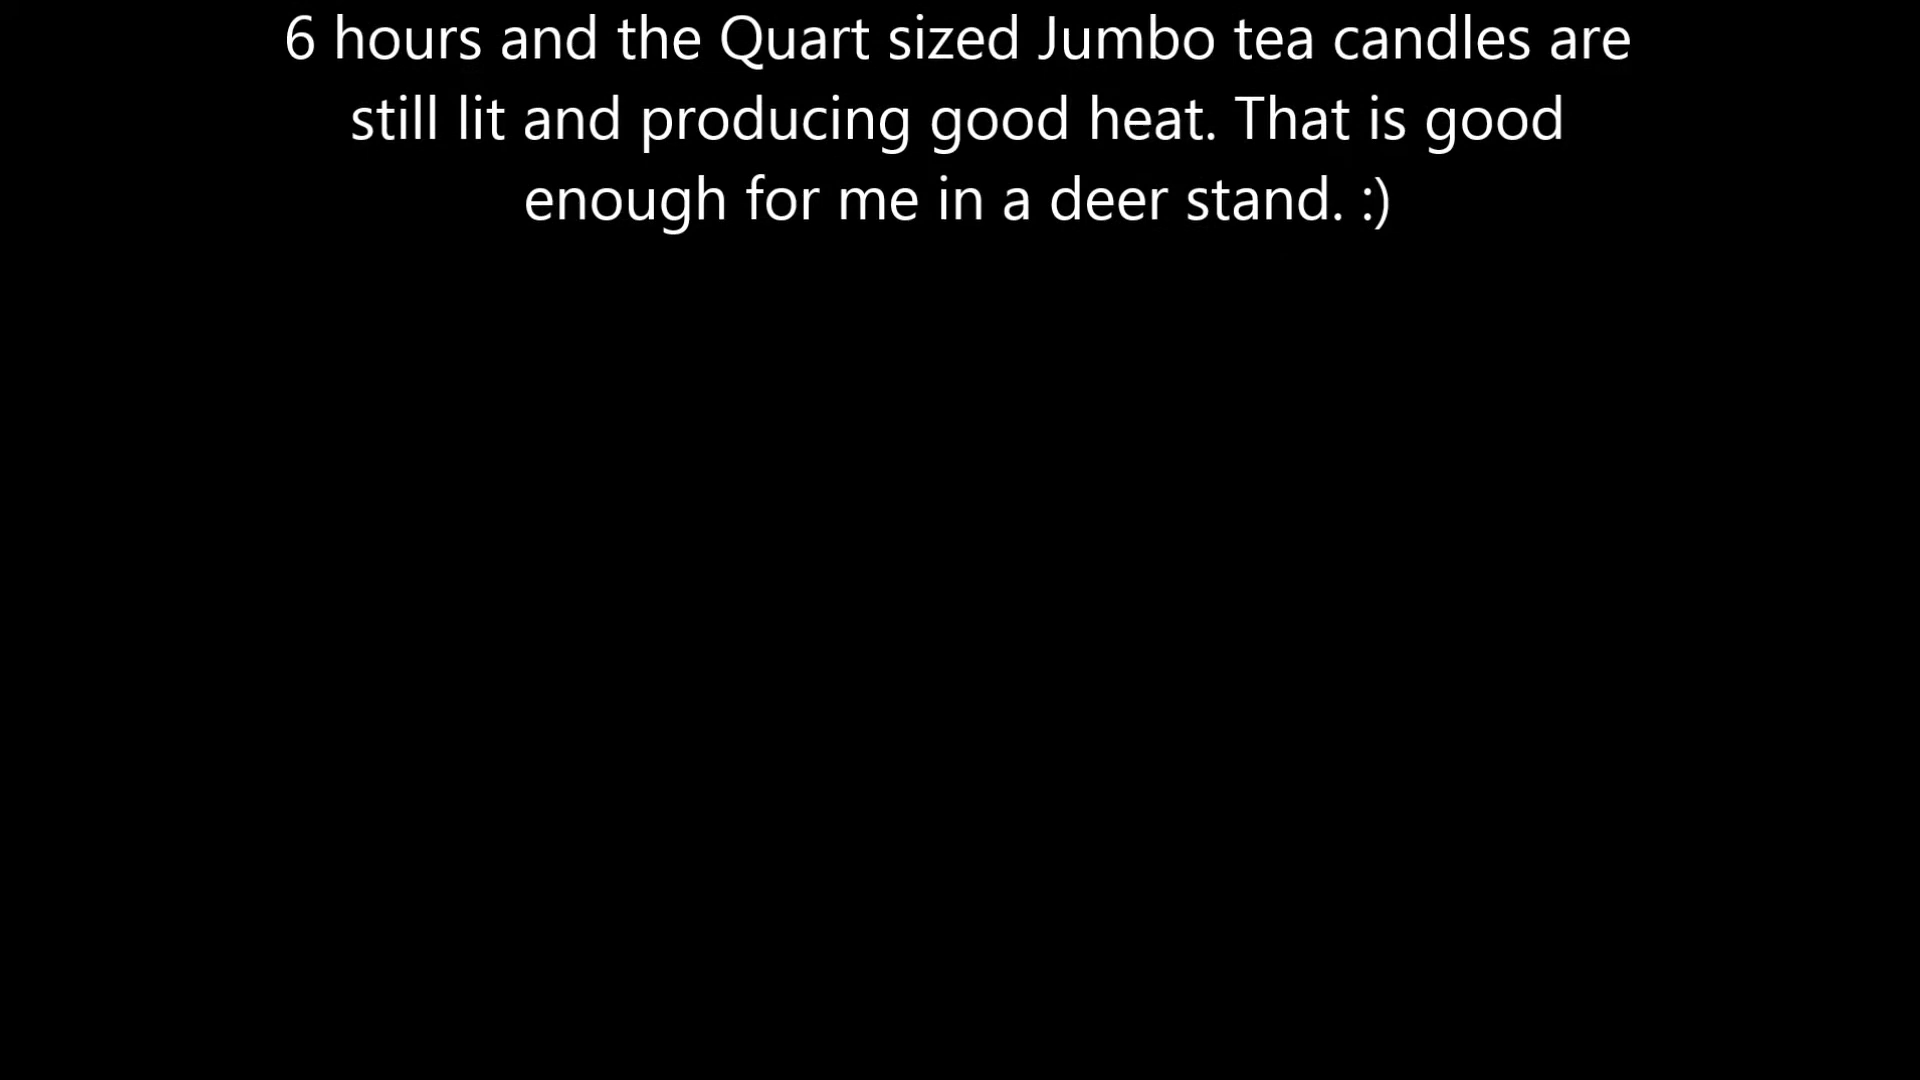 6 hours and the Quart sized Jumbo tea candles are
still lit and producing good heat. That is good
enough for me in a deer stand. :)